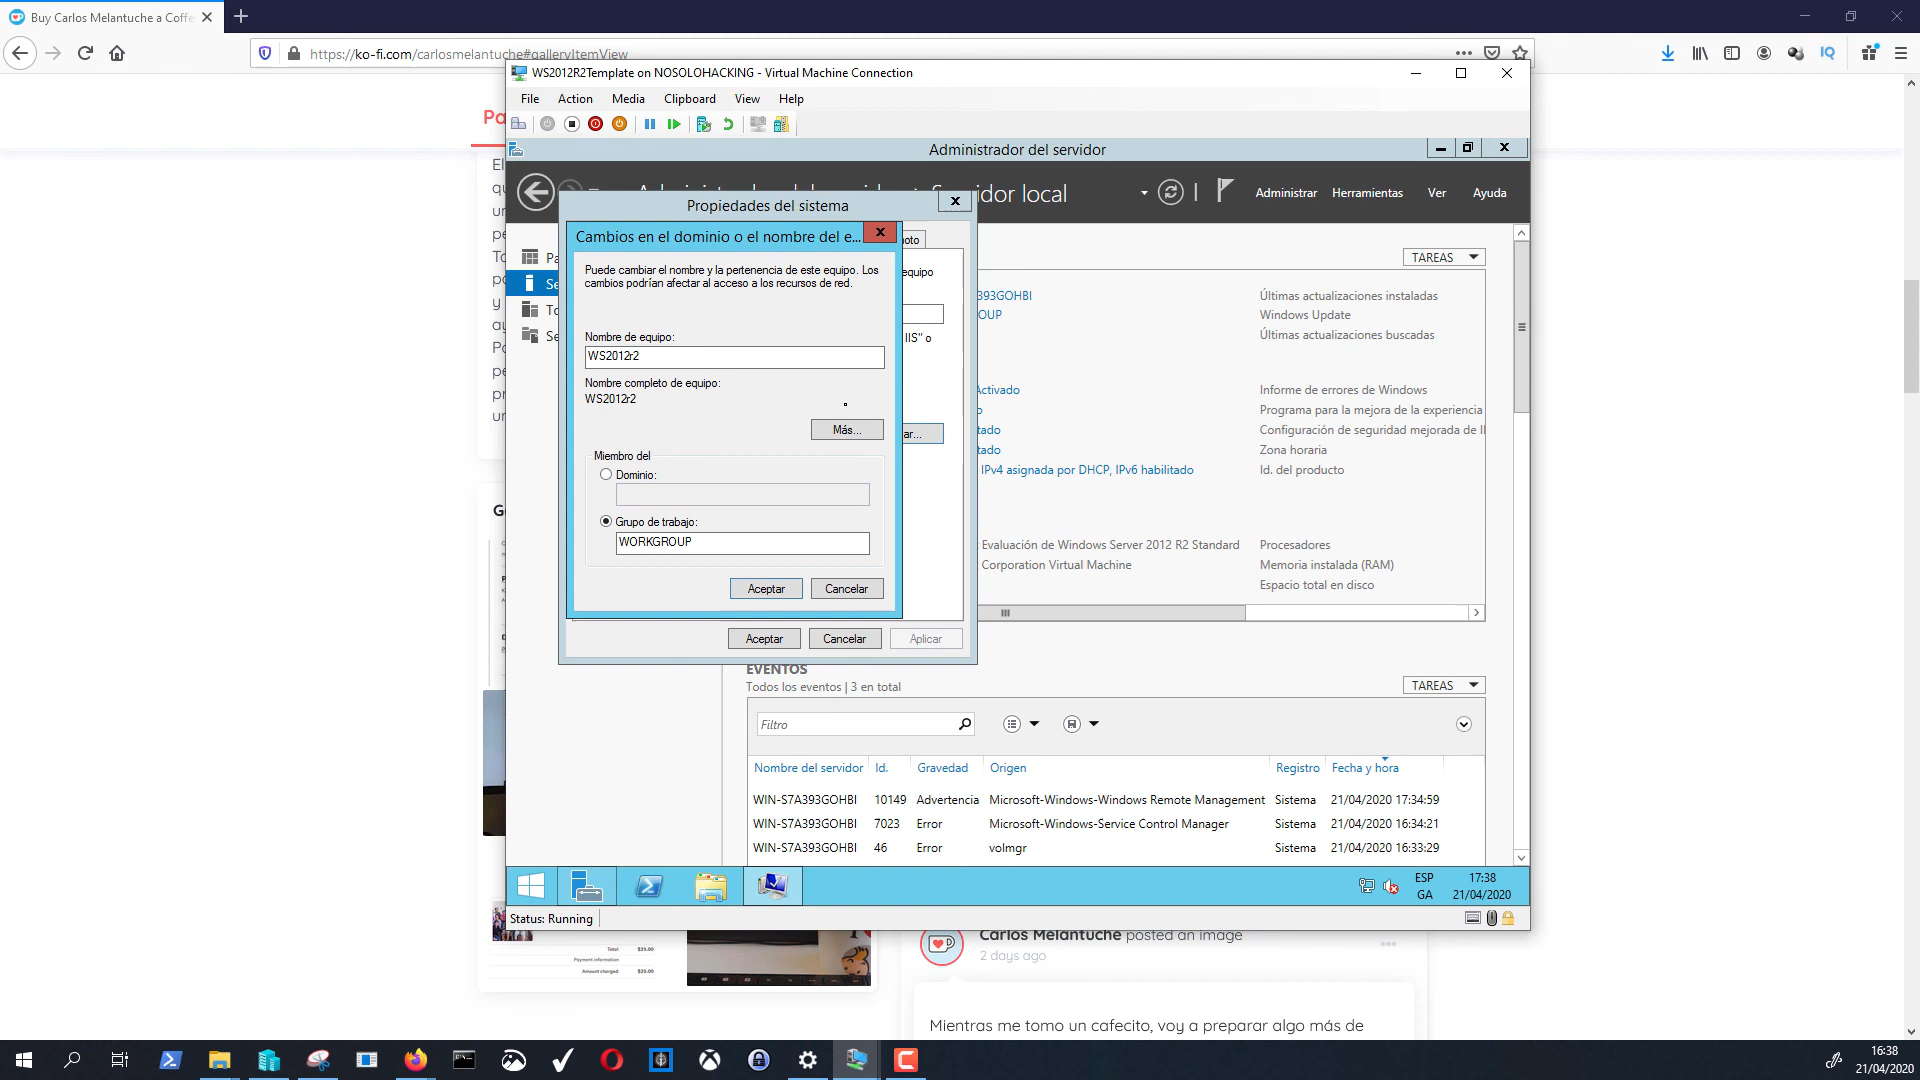 Buy Carlos Melantuche a Coffe
https://ko-fi.com/carlosmelantuche#galleryItemView
WS2012R2Template on NOSOLOHACKING - Virtual Machine Connection
File Action Media Clipboard View Help
Administrador del servidor
Administrar Herramientas Ver Ayuda
Propiedades del sistema
Cambios en el dominio o el nombre del e...
Puede cambiar el nombre y la pertenencia de este equipo. Los
cambios podrían afectar al acceso a los recursos de red.
Nombre de equipo:
WS2012r2
Nombre completo de equipo:
WS2012r2
Más...
Miembro del
Dominio:
Grupo de trabajo:
WORKGROUP
Aceptar Cancelar
Aceptar Cancelar Aplicar
equipo
IIS" o
ar...
TAREAS
393GOHBI
OUP
Activado
IPv4 asignada por DHCP, IPv6 habilitado
Evaluación de Windows Server 2012 R2 Standard
Corporation Virtual Machine
Últimas actualizaciones instaladas
Windows Update
Últimas actualizaciones buscadas
Informe de errores de Windows
Programa para la mejora de la experiencia
Configuración de seguridad mejorada de
Zona horaria
Id. del producto
Procesadores
Memoria instalada (RAM)
Espacio total en disco
EVENTOS
Todos los eventos | 3 en total
TAREAS
Filtro
Nombre del servidor Id. Gravedad Origen Registro Fecha y hora
WIN-S7A393GOHBI 10149 Advertencia Microsoft-Windows-Windows Remote Management Sistema 21/04/2020 17:34:59
WIN-S7A393GOHBI 7023 Error Microsoft-Windows-Service Control Manager Sistema 21/04/2020 16:34:21
WIN-S7A393GOHBI 46 Error volmgr Sistema 21/04/2020 16:33:29
ESP
GA
17:38
21/04/2020
Status: Running
Total: $25.00
Payment information
Amount charged: $25.00
Carlos Melantuche posted an image
2 days ago
Mientras me tomo un cafecito, voy a preparar algo más de
16:38
21/04/2020